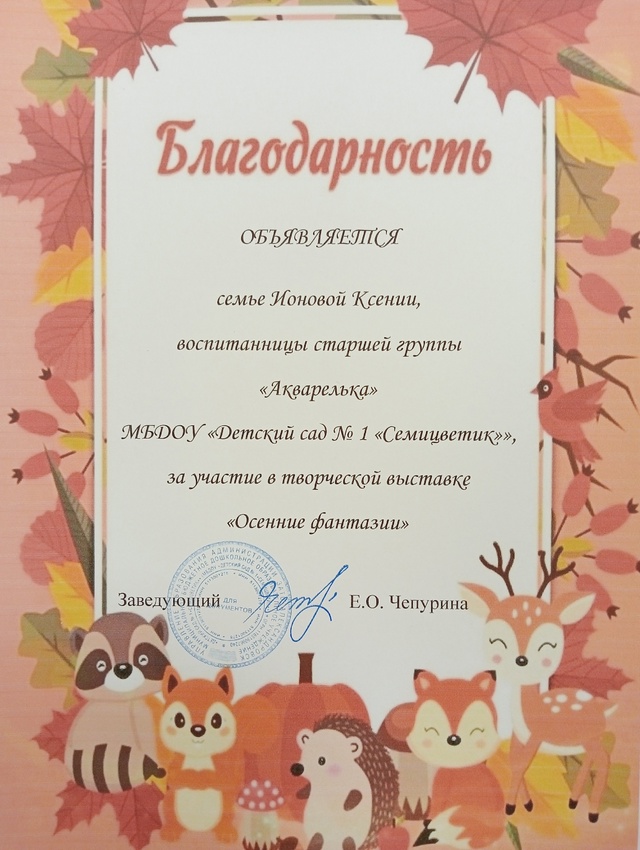 Благодарность
ОБЪЯВЛЯЕТСЯ
семье Ионовой Ксении,
воспитанницы старшей группы
«Акварелька»
МБДОУ «Детский сад № 1 «Семицветик»»,
за участие в творческой выставке
«Осенние фантазии»
Заведующий Е.О. Чепурина